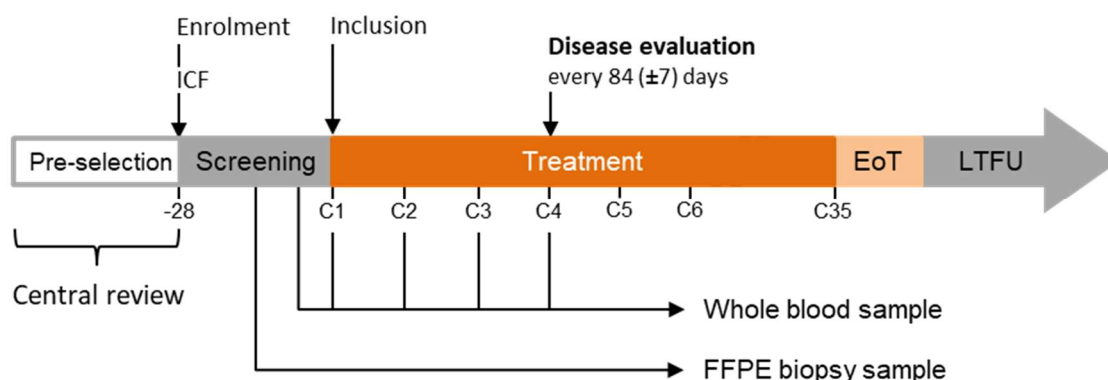 Enrolment
ICF
Inclusion
Disease evaluation
every 84 (±7) days
Pre-selection
Screening
Treatment
EoT
LTFU
-28
C1
C2
C3
C4
C5
C6
C35
Central review
Whole blood sample
FFPE biopsy sample